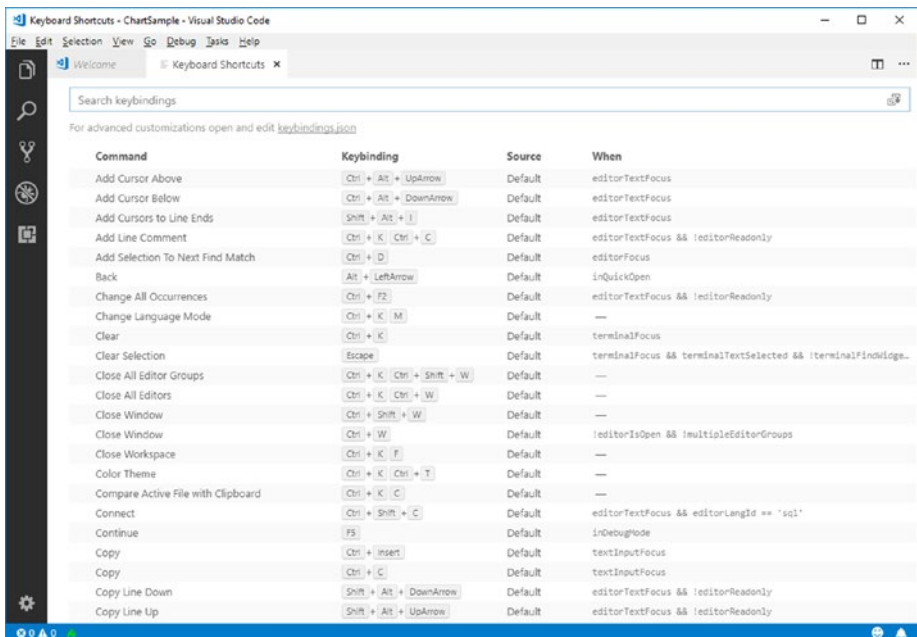 Keyboard Shortcuts - ChartSample - Visual Studio Code
File Edit Selection View Go Debug Tasks Help
Welcome Keyboard Shortcuts
Search keybindings
For advanced customizations open and edit keybindings.json
Command Keybinding Source When
Add Cursor Above Ctrl + Alt + UpArrow Default editorTextFocus
Add Cursor Below Ctrl + Alt + DownArrow Default editorTextFocus
Add Cursors to Line Ends Shift + Alt + I Default editorTextFocus
Add Line Comment Ctrl + K Ctrl + C Default editorTextFocus && !editorReadonly
Add Selection To Next Find Match Ctrl + D Default editorFocus
Back Alt + LeftArrow Default inQuickOpen
Change All Occurrences Ctrl + F2 Default editorTextFocus && !editorReadonly
Change Language Mode Ctrl + K M Default —
Clear Ctrl + K Default terminalFocus
Clear Selection Escape Default terminalFocus && terminalTextSelected && !terminalFindWidge…
Close All Editor Groups Ctrl + K Ctrl + Shift + W Default —
Close All Editors Ctrl + K Ctrl + W Default —
Close Window Ctrl + Shift + W Default —
Close Window Ctrl + W Default !editorIsOpen && !multipleEditorGroups
Close Workspace Ctrl + K F Default —
Color Theme Ctrl + K Ctrl + T Default —
Compare Active File with Clipboard Ctrl + K C Default —
Connect Ctrl + Shift + C Default editorTextFocus && editorLangId == 'sql'
Continue F5 Default inDebugMode
Copy Ctrl + Insert Default textInputFocus
Copy Ctrl + C Default textInputFocus
Copy Line Down Shift + Alt + DownArrow Default editorTextFocus && !editorReadonly
Copy Line Up Shift + Alt + UpArrow Default editorTextFocus && !editorReadonly
0 0